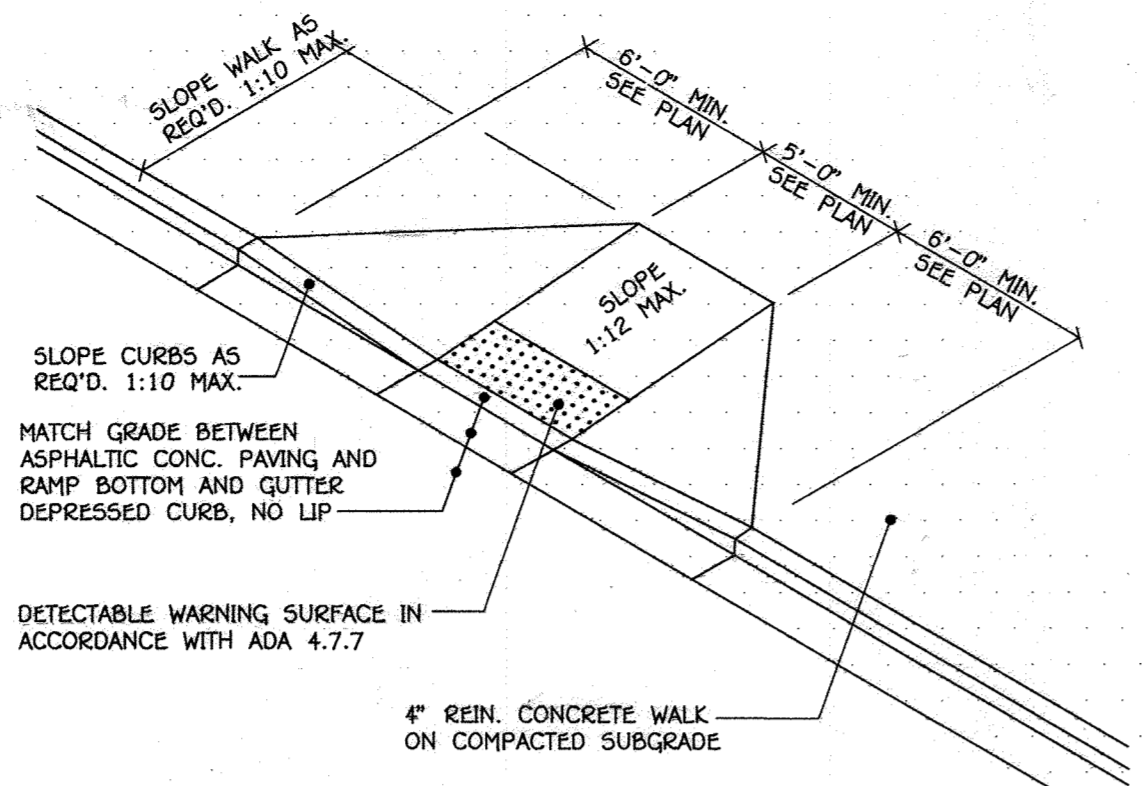 SLOPE WALK AS
REQ'D. 1:10 MAX.
6'-0" MIN.
SEE PLAN
5'-0" MIN.
SEE PLAN
6'-0" MIN.
SEE PLAN
SLOPE
1:12 MAX.
SLOPE CURBS AS
REQ'D. 1:10 MAX.
MATCH GRADE BETWEEN
ASPHALTIC CONC. PAVING AND
RAMP BOTTOM AND GUTTER
DEPRESSED CURB, NO LIP
DETECTABLE WARNING SURFACE IN
ACCORDANCE WITH ADA 4.7.7
4" REIN. CONCRETE WALK
ON COMPACTED SUBGRADE